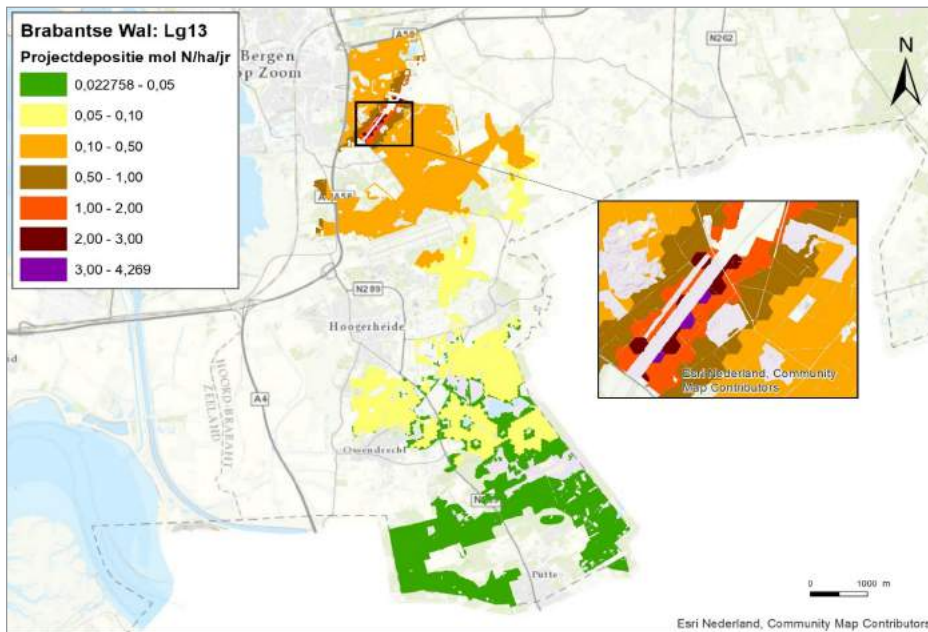 Brabantse Wal: Lg13
Projectdepositie mol N/ha/jr
0,022758 - 0,05
0,05 - 0,10
0,10 - 0,50
0,50 - 1,00
1,00 - 2,00
2,00 - 3,00
3,00 - 4,269
A58
N262
N
Bergen
op Zoom
A58
N289
Hoogerheide
Esri Nederland, Community
Map Contributors
NOORD-BRABANT
ZEELAND
A4
Ossendrecht
Putte
0 1000 m
Esri Nederland, Community Map Contributors